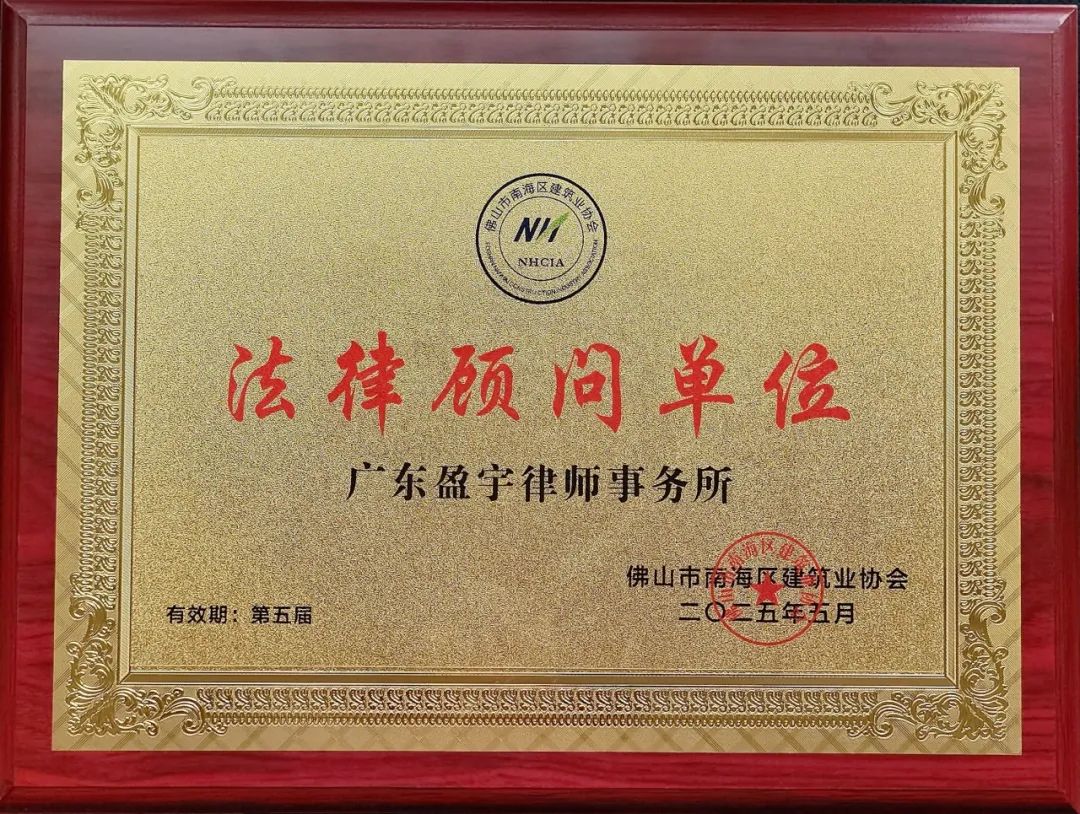 佛山市南海区建筑业协会
NH
NHCIA
法律顾问单位
广东盈宇律师事务所
佛山市南海区建筑业协会
有效期：第五届
二〇二五年五月